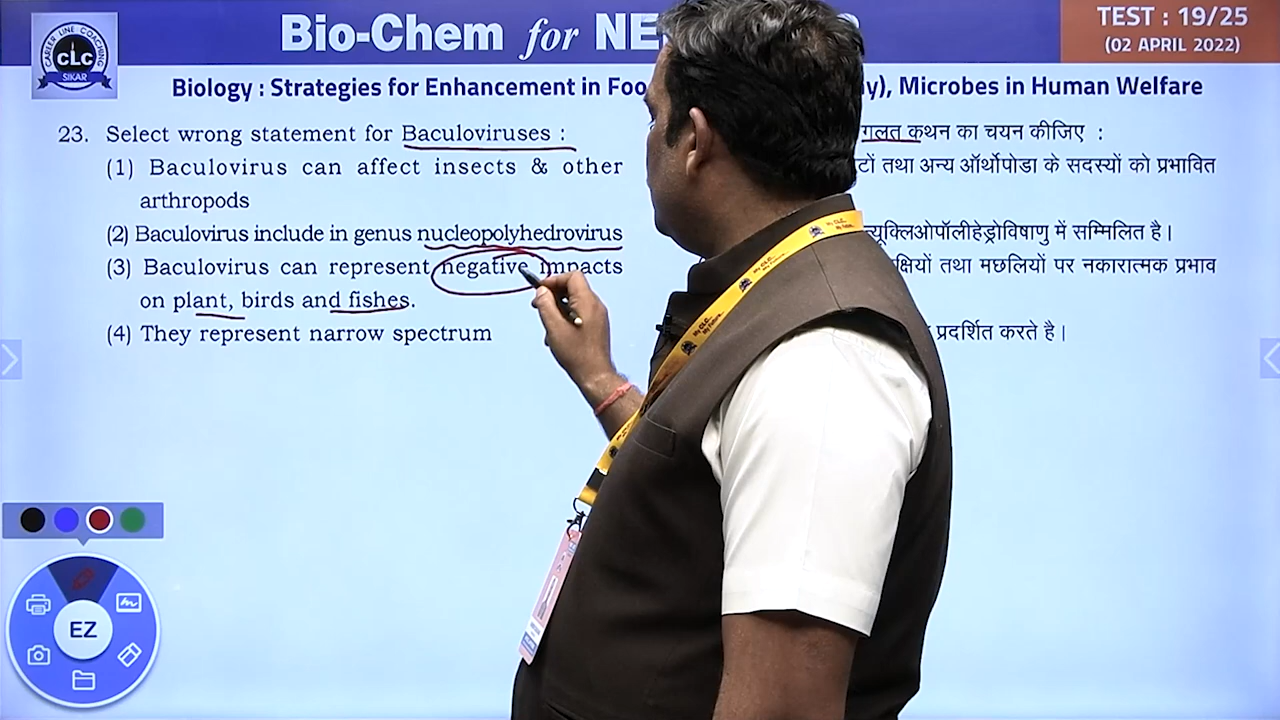 Bio-Chem for NE
TEST : 19/25
(02 APRIL 2022)
CAREER LINE COACHING
CLC
SIKAR
Biology : Strategies for Enhancement in Foo
Microbes in Human Welfare
23. Select wrong statement for Baculoviruses :
(1) Baculovirus can affect insects & other
arthropods
(2) Baculovirus include in genus nucleopolyhedrovirus
(3) Baculovirus can represent negative impacts
on plant, birds and fishes.
(4) They represent narrow spectrum
गलत कथन का चयन कीजिए :
तथा अन्य ऑर्थोपोडा के सदस्यों को प्रभावित
न्यूक्लिओपॉलीहेड्रोविषाणु में सम्मिलित है।
तथा मछलियों पर नकारात्मक प्रभाव
प्रदर्शित करते है।
My CLC...
My Future...
EZ